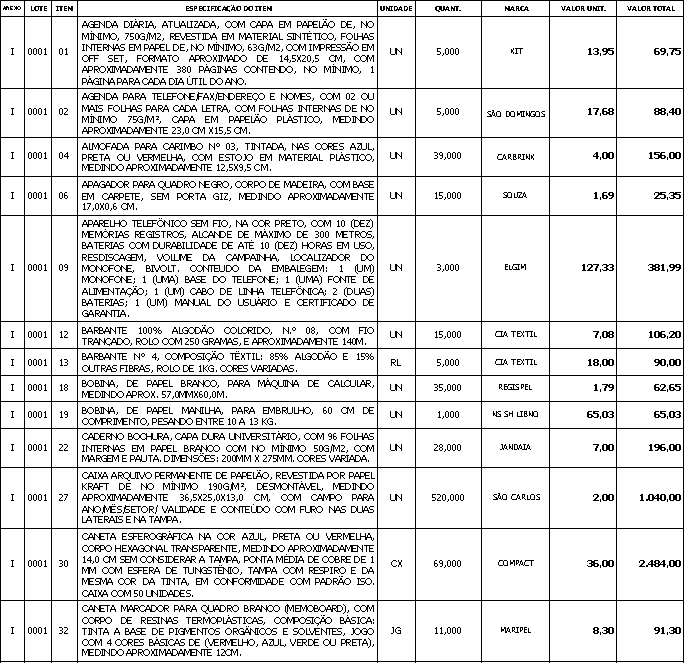 ANEXO LOTE ITEM ESPECIFICAÇÃO DO ITEM UNIDADE QUANT. MARCA VALOR UNIT. VALOR TOTAL
AGENDA DIÁRIA, ATUALIZADA, COM CAPA EM PAPELÃO DE, NO
MÍNIMO, 750G/M2, REVESTIDA EM MATERIAL SINTÉTICO, FOLHAS
INTERNAS EM PAPEL DE, NO MÍNIMO, 63G/M2, COM IMPRESSÃO EM
I 0001 01 OFF SET, FORMATO APROXIMADO DE 14,5X20,5 CM, COM UN 5,000 KIT 13,95 69,75
APROXIMADAMENTE 380 PÁGINAS CONTENDO, NO MÍNIMO, 1
PÁGINA PARA CADA DIA ÚTIL DO ANO.
AGENDA PARA TELEFONE/FAX/ENDEREÇO E NOMES, COM 02 OU
MAIS FOLHAS PARA CADA LETRA, COM FOLHAS INTERNAS DE NO
I 0001 02 MÍNIMO 75G/M², CAPA EM PAPELÃO PLÁSTICO, MEDINDO UN 5,000 SÃO DOMINGOS 17,68 88,40
APROXIMADAMENTE 23,0 CM X15,5 CM.
ALMOFADA PARA CARIMBO Nº 03, TINTADA, NAS CORES AZUL,
I 0001 04 PRETA OU VERMELHA, COM ESTOJO EM MATERIAL PLÁSTICO, UN 39,000 CARBRINK 4,00 156,00
MEDINDO APROXIMADAMENTE 12,5X9,5 CM.
APAGADOR PARA QUADRO NEGRO, CORPO DE MADEIRA, COM BASE
I 0001 06 EM CARPETE, SEM PORTA GIZ, MEDINDO APROXIMADAMENTE UN 15,000 SOUZA 1,69 25,35
17,0X0,6 CM.
APARELHO TELEFÔNICO SEM FIO, NA COR PRETO, COM 10 (DEZ)
MEMÓRIAS REGISTROS, ALCANDE DE MÁXIMO DE 300 METROS,
BATERIAS COM DURABILIDADE DE ATÉ 10 (DEZ) HORAS EM USO,
RESDISCAGEM, VOLUME DA CAMPAINHA, LOCALIZADOR DO
I 0001 09 MONOFONE, BIVOLT. CONTEUDO DA EMBALEGEM: 1 (UM) UN 3,000 ELGIM 127,33 381,99
MONOFONE; 1 (UMA) BASE DO TELEFONE; 1 (UMA) FONTE DE
ALIMENTAÇÃO; 1 (UM) CABO DE LINHA TELEFÔNICA; 2 (DUAS)
BATERIAS; 1 (UM) MANUAL DO USUÁRIO E CERTIFICADO DE
GARANTIA.
I 0001 12 BARBANTE 100% ALGODÃO COLORIDO, N.º 08, COM FIO UN 15,000 CIA TEXTIL 7,08 106,20
TRANÇADO, ROLO COM 250 GRAMAS, E APROXIMADAMENTE 140M.
I 0001 13 BARBANTE Nº 4, COMPOSIÇÃO TÊXTIL: 85% ALGODÃO E 15% RL 5,000 CIA TEXTIL 18,00 90,00
OUTRAS FIBRAS, ROLO DE 1KG. CORES VARIADAS.
I 0001 18 BOBINA, DE PAPEL BRANCO, PARA MÁQUINA DE CALCULAR, UN 35,000 REGISPEL 1,79 62,65
MEDINDO APROX. 57,0MMX60,0M.
I 0001 19 BOBINA, DE PAPEL MANILHA, PARA EMBRULHO, 60 CM DE UN 1,000 NS SH LIBNO 65,03 65,03
COMPRIMENTO, PESANDO ENTRE 10 A 13 KG.
CADERNO BOCHURA, CAPA DURA UNIVERSITÁRIO, COM 96 FOLHAS
I 0001 22 INTERNAS EM PAPEL BRANCO COM NO MÍNIMO 50G/M2, COM UN 28,000 JANDAIA 7,00 196,00
MARGEM E PAUTA. DIMENSÕES: 200MM X 275MM. CORES VARIADA.
CAIXA ARQUIVO PERMANENTE DE PAPELÃO, REVESTIDA POR PAPEL
KRAFT DE NO MÍNIMO 190G/M², DESMONTÁVEL, MEDINDO
I 0001 27 APROXIMADAMENTE 36,5X25,0X13,0 CM, COM CAMPO PARA UN 520,000 SÃO CARLOS 2,00 1.040,00
ANO/MÊS/SETOR/ VALIDADE E CONTEÚDO COM FURO NAS DUAS
LATERAIS E NA TAMPA.
CANETA ESFEROGRÁFICA NA COR AZUL, PRETA OU VERMELHA,
CORPO HEXAGONAL TRANSPARENTE, MEDINDO APROXIMADAMENTE
14,0 CM SEM CONSIDERAR A TAMPA, PONTA MÉDIA DE COBRE DE 1
I 0001 30 MM COM ESFERA DE TUNGSTÊNIO, TAMPA COM RESPIRO E DA CX 69,000 COMPACT 36,00 2.484,00
MESMA COR DA TINTA, EM CONFORMIDADE COM PADRÃO ISO.
CAIXA COM 50 UNIDADES.
CANETA MARCADOR PARA QUADRO BRANCO (MEMOBOARD), COM
CORPO DE RESINAS TERMOPLÁSTICAS, COMPOSIÇÃO BÁSICA:
I 0001 32 TINTA A BASE DE PIGMENTOS ORGÂNICOS E SOLVENTES, JOGO JG 11,000 MARIPEL 8,30 91,30
COM 4 CORES BÁSICAS DE (VERMELHO, AZUL, VERDE OU PRETA),
MEDINDO APROXIMADAMENTE 12CM.